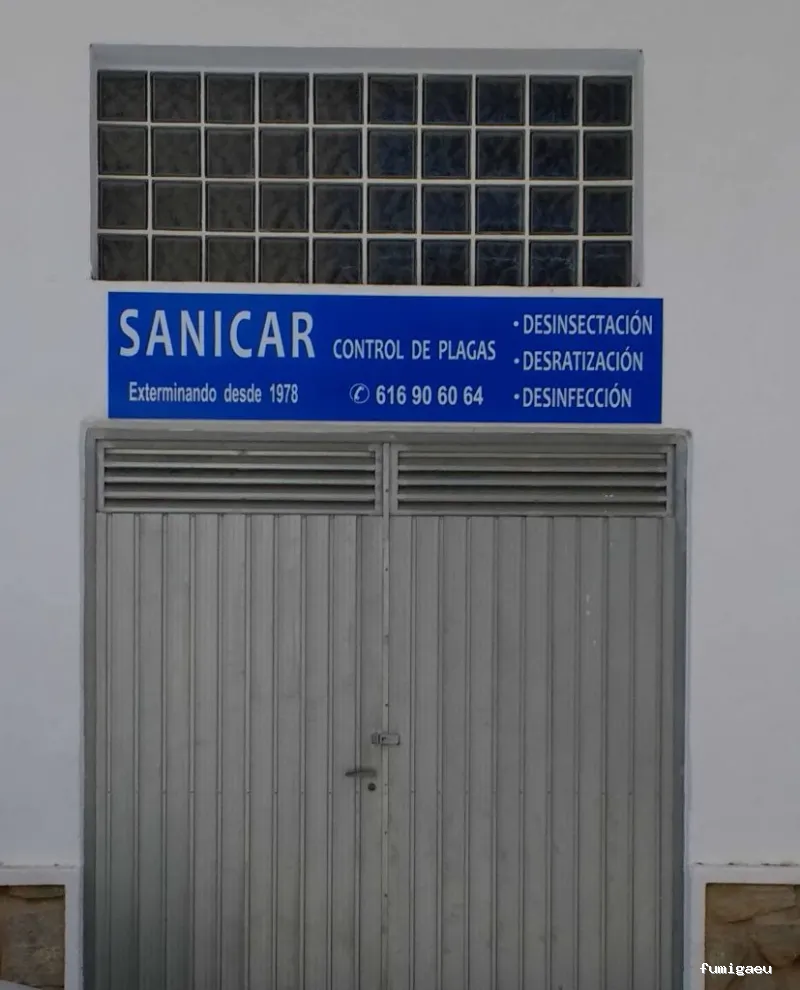 SANICAR CONTROL DE PLAGAS
Exterminando desde 1978 ✆ 616 90 60 64
• DESINSECTACIÓN
• DESRATIZACIÓN
• DESINFECCIÓN
fumigaeu